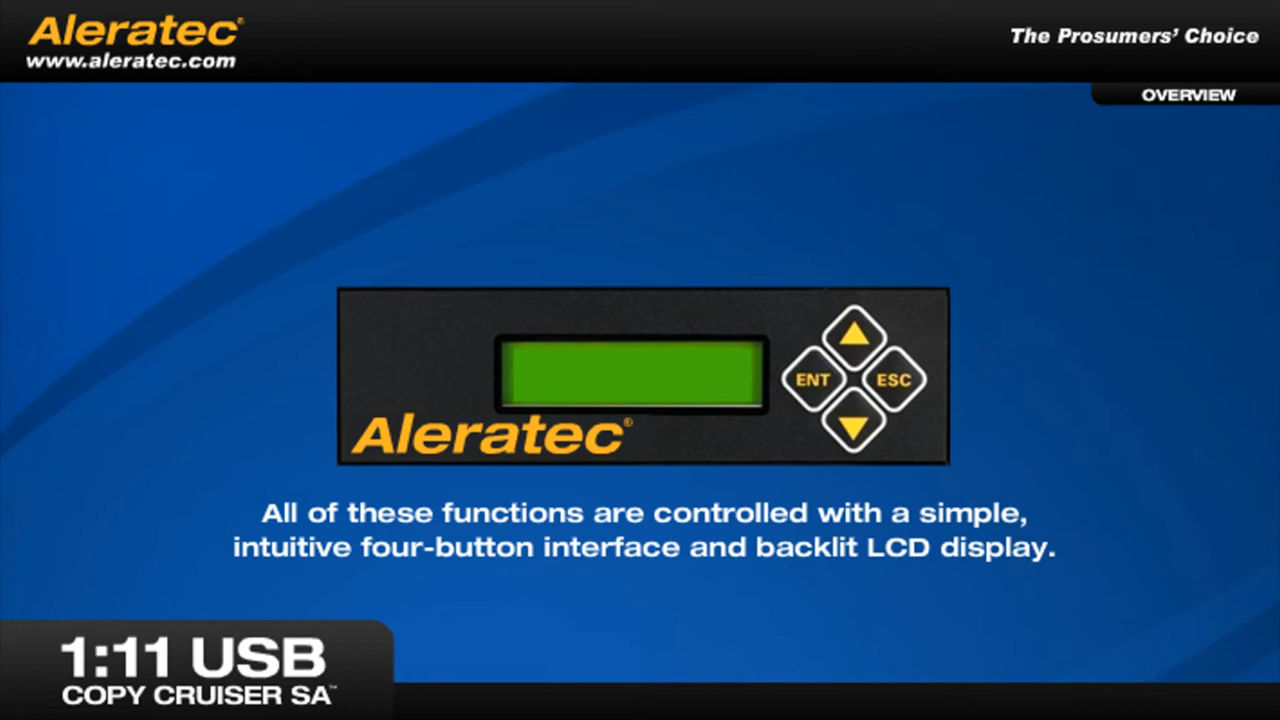 Aleratec®
www.aleratec.com
The Prosumers' Choice
OVERVIEW
ENT
ESC
Aleratec®
All of these functions are controlled with a simple,
intuitive four-button interface and backlit LCD display.
1:11 USB
COPY CRUISER SA™